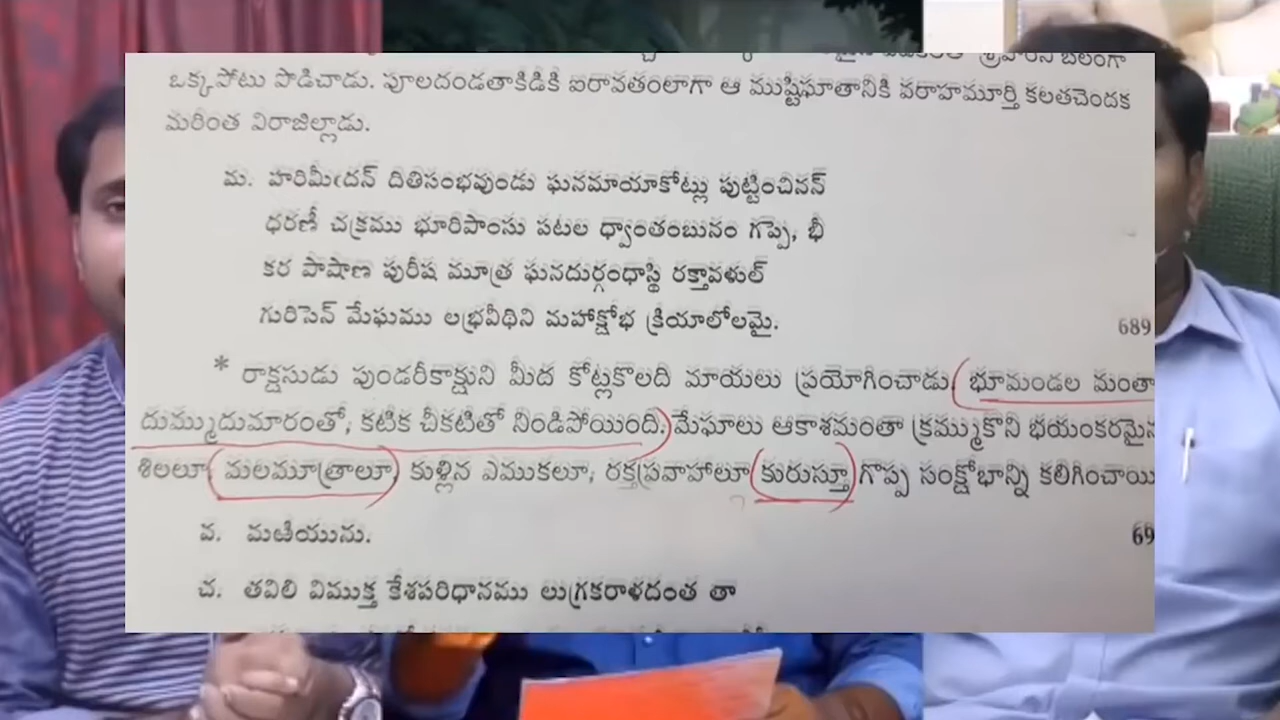 శ్రీహరిని బలంగా
ఒక్కపోటు పొడిచాడు. పూలదండతాకిడికి ఐరావతంలాగా ఆ ముష్టిఘాతానికి వరాహమూర్తి కలతచెందక
మరింత విరాజిల్లాడు.
మ. హరిమీఁదన్ దితిసంభవుండు ఘనమాయాకోట్లు పుట్టించినన్
ధరణీ చక్రము భూరిపాంసు పటల ధ్వాంతంబునం గప్పె, భీ
కర పాషాణ పురీష మూత్ర ఘనదుర్గంధాస్థి రక్తావళుల్
గురిసెన్ మేఘము లభ్రవీథిని మహాక్షోభ క్రియాలోలమై.
689
* రాక్షసుడు పుండరీకాక్షుని మీద కోట్లకొలది మాయలు ప్రయోగించాడు. భూమండల మంతా
దుమ్ముదుమారంతో, కటిక చీకటితో నిండిపోయింది. మేఘాలు ఆకాశమంతా క్రమ్ముకొని భయంకరమైన
శిలలూ, మలమూత్రాలూ, కుళ్లిన ఎముకలూ, రక్తప్రవాహాలూ కురుస్తూ గొప్ప సంక్షోభాన్ని కలిగించాయి
వ. మఱియును.
69
చ. తవిలి విముక్త కేశపరిధానము లుగ్రకరాళదంత తా